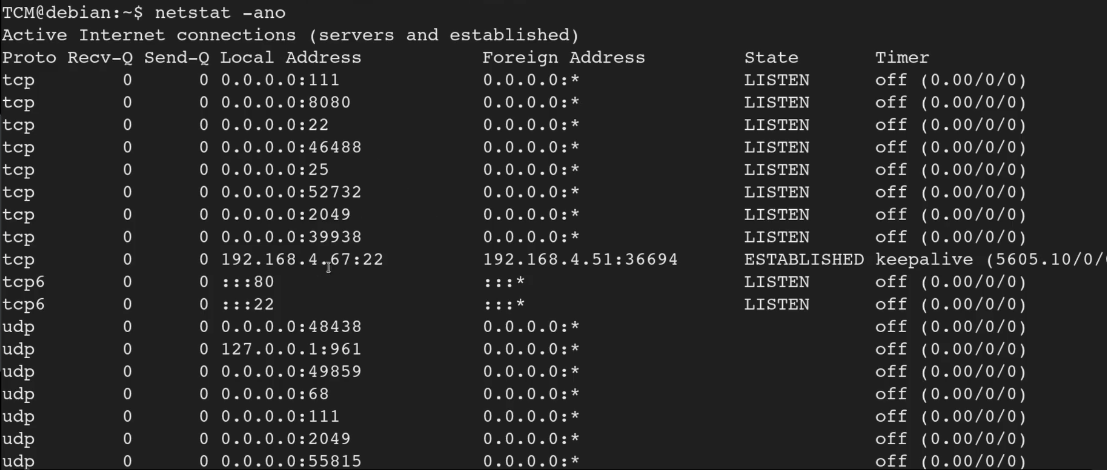 TCM@debian:~$ netstat -ano
Active Internet connections (servers and established)
Proto Recv-Q Send-Q Local Address Foreign Address State Timer
tcp 0 0 0.0.0.0:111 0.0.0.0:* LISTEN off (0.00/0/0)
tcp 0 0 0.0.0.0:8080 0.0.0.0:* LISTEN off (0.00/0/0)
tcp 0 0 0.0.0.0:22 0.0.0.0:* LISTEN off (0.00/0/0)
tcp 0 0 0.0.0.0:46488 0.0.0.0:* LISTEN off (0.00/0/0)
tcp 0 0 0.0.0.0:25 0.0.0.0:* LISTEN off (0.00/0/0)
tcp 0 0 0.0.0.0:52732 0.0.0.0:* LISTEN off (0.00/0/0)
tcp 0 0 0.0.0.0:2049 0.0.0.0:* LISTEN off (0.00/0/0)
tcp 0 0 0.0.0.0:39938 0.0.0.0:* LISTEN off (0.00/0/0)
tcp 0 0 192.168.4.67:22 192.168.4.51:36694 ESTABLISHED keepalive (5605.10/0/
tcp6 0 0 :::80 :::* LISTEN off (0.00/0/0)
tcp6 0 0 :::22 :::* LISTEN off (0.00/0/0)
udp 0 0 0.0.0.0:48438 0.0.0.0:* off (0.00/0/0)
udp 0 0 127.0.0.1:961 0.0.0.0:* off (0.00/0/0)
udp 0 0 0.0.0.0:49859 0.0.0.0:* off (0.00/0/0)
udp 0 0 0.0.0.0:68 0.0.0.0:* off (0.00/0/0)
udp 0 0 0.0.0.0:111 0.0.0.0:* off (0.00/0/0)
udp 0 0 0.0.0.0:2049 0.0.0.0:* off (0.00/0/0)
udp 0 0 0.0.0.0:55815 0.0.0.0:* off (0.00/0/0)